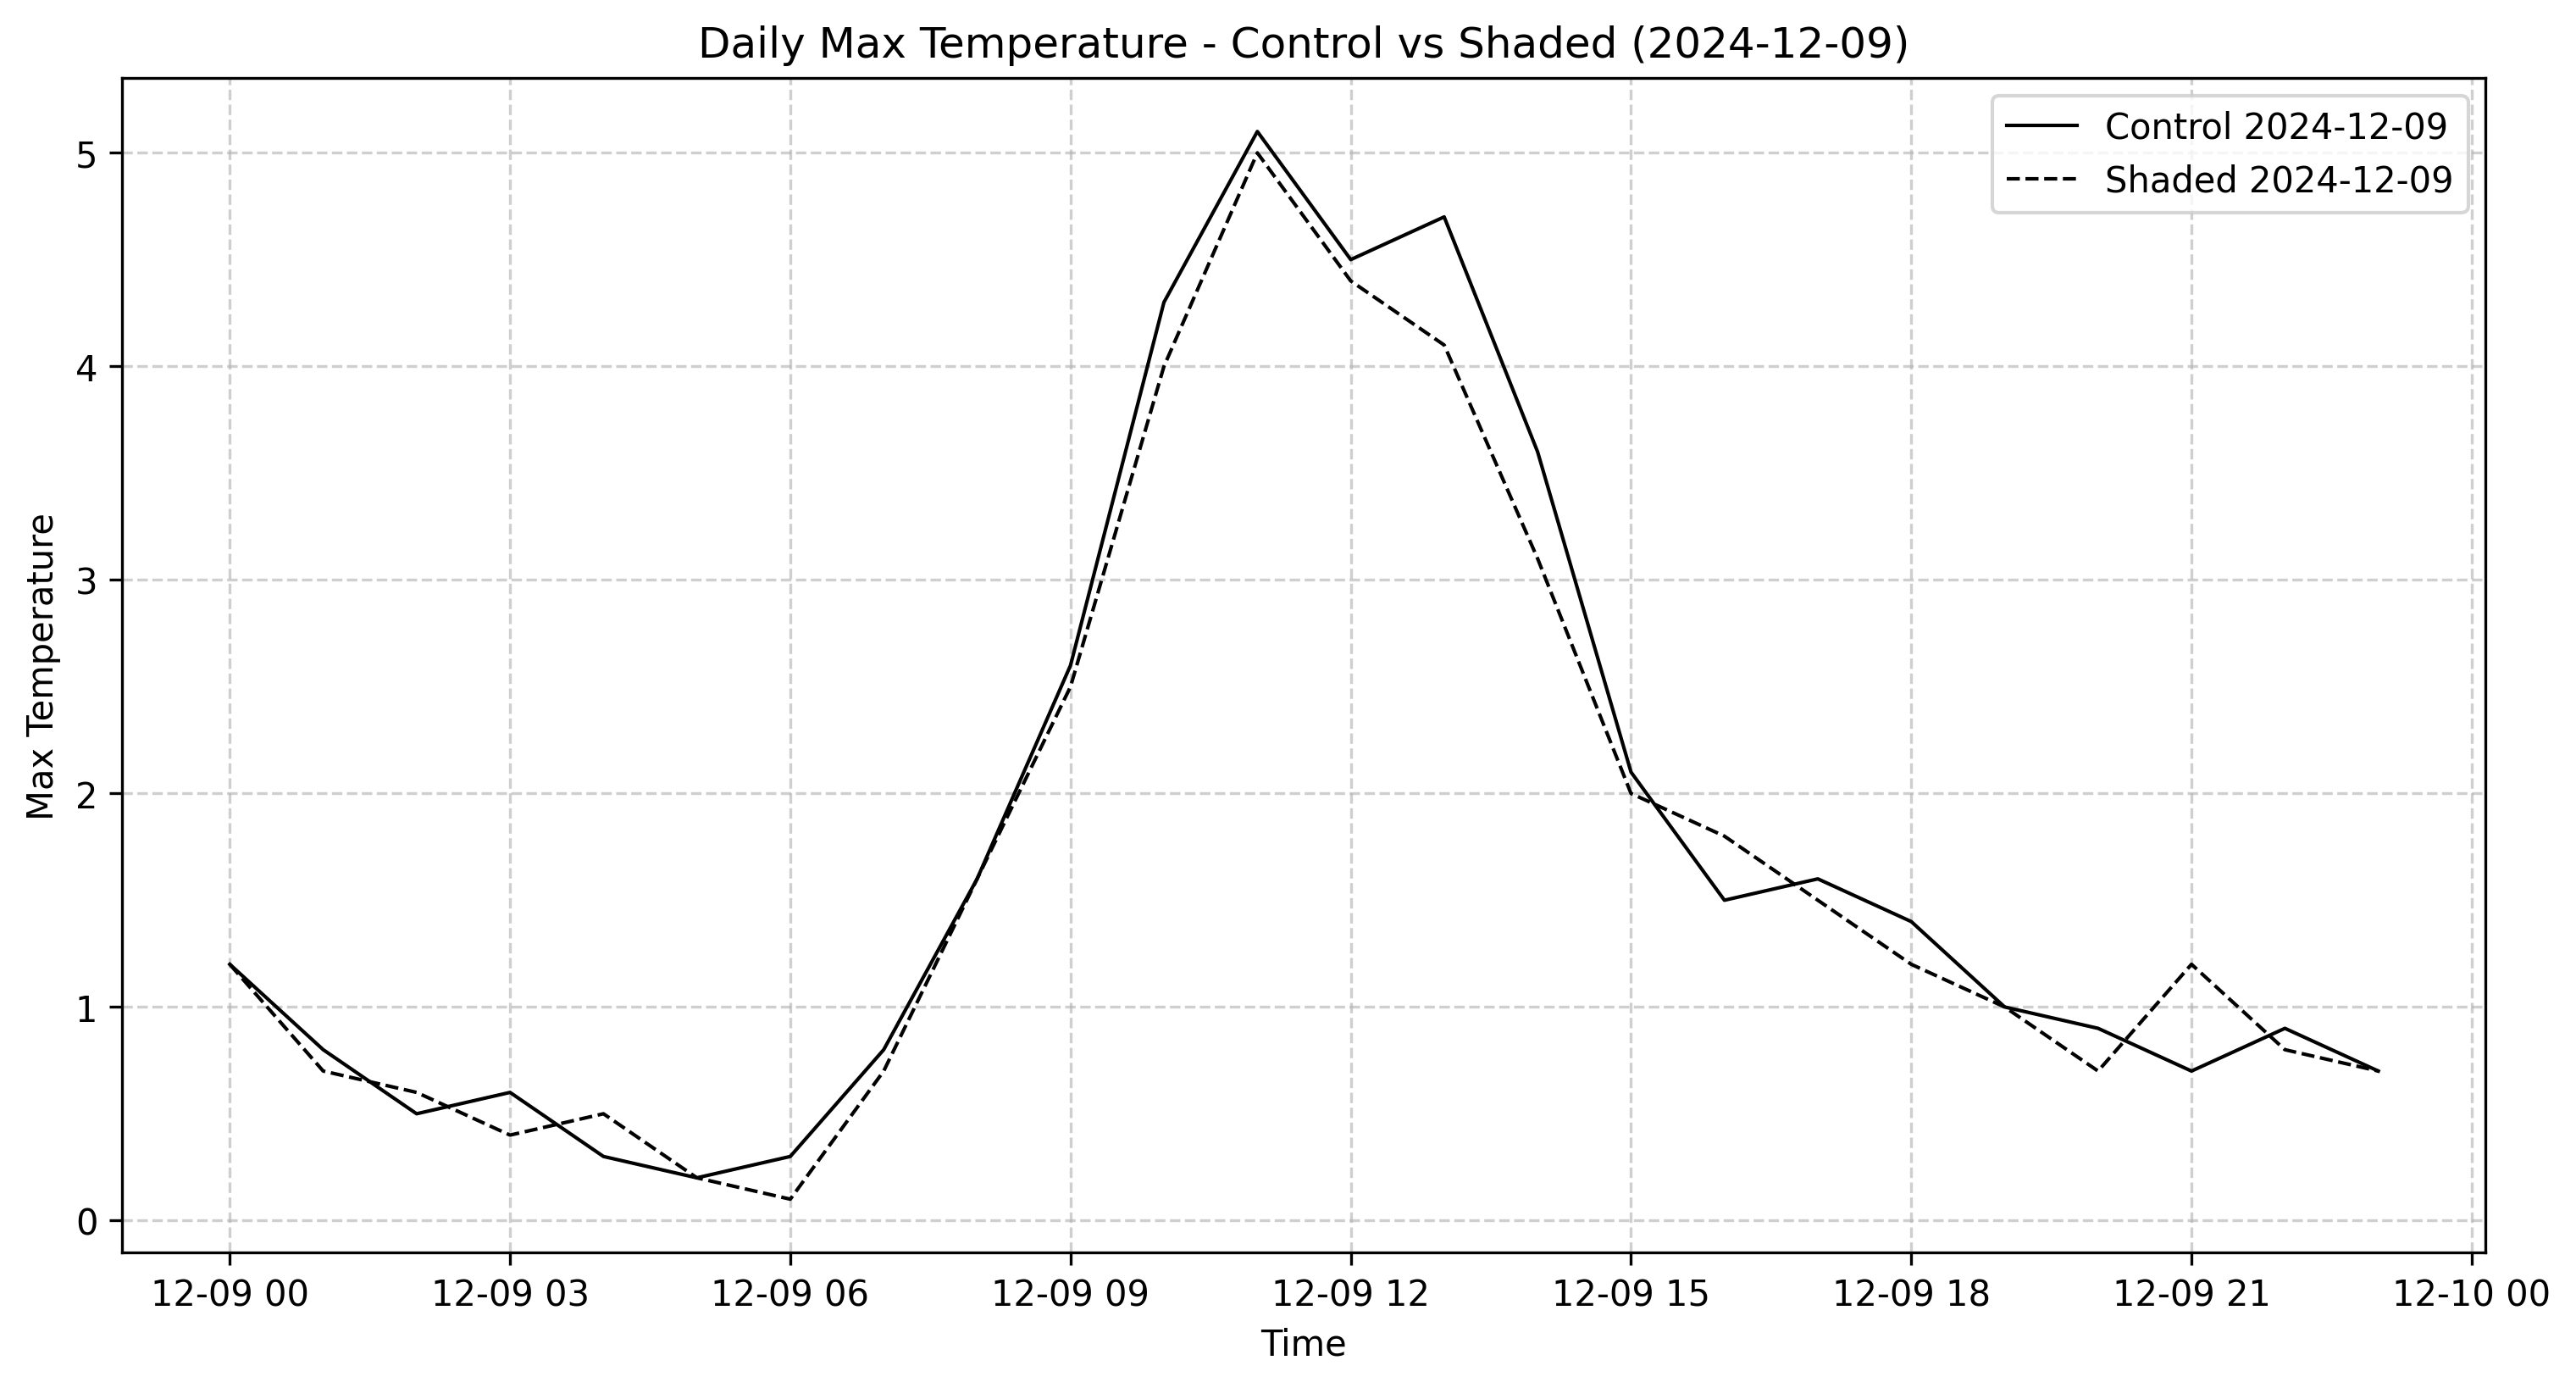 Daily Max Temperature - Control vs Shaded (2024-12-09)
Control 2024-12-09
Shaded 2024-12-09
Max Temperature
5
4
3
2
1
0
12-09 00 12-09 03 12-09 06 12-09 09 12-09 12 12-09 15 12-09 18 12-09 21 12-10 00
Time